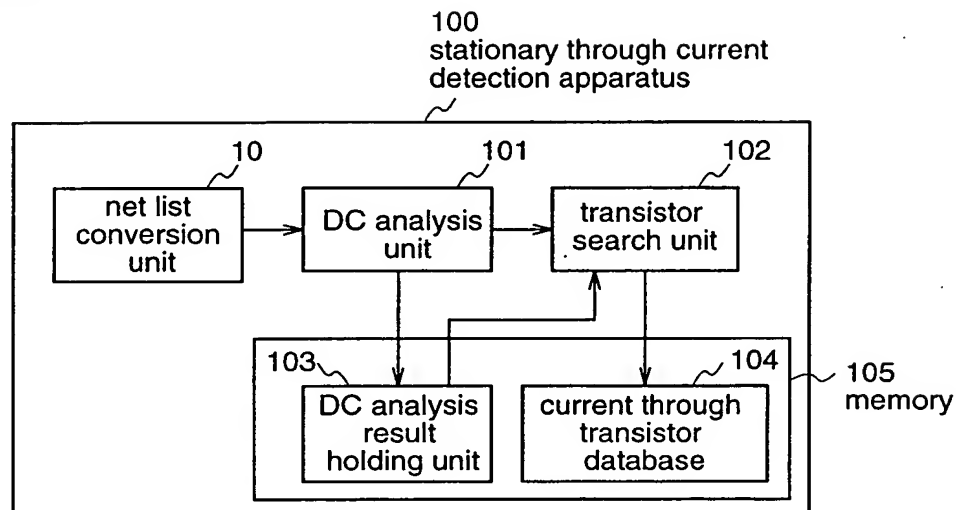 100
stationary through current
detection apparatus
10
101
102
net list
conversion
unit
DC analysis
unit
transistor
search unit
103
104
105
memory
DC analysis
result
holding unit
current through
transistor
database